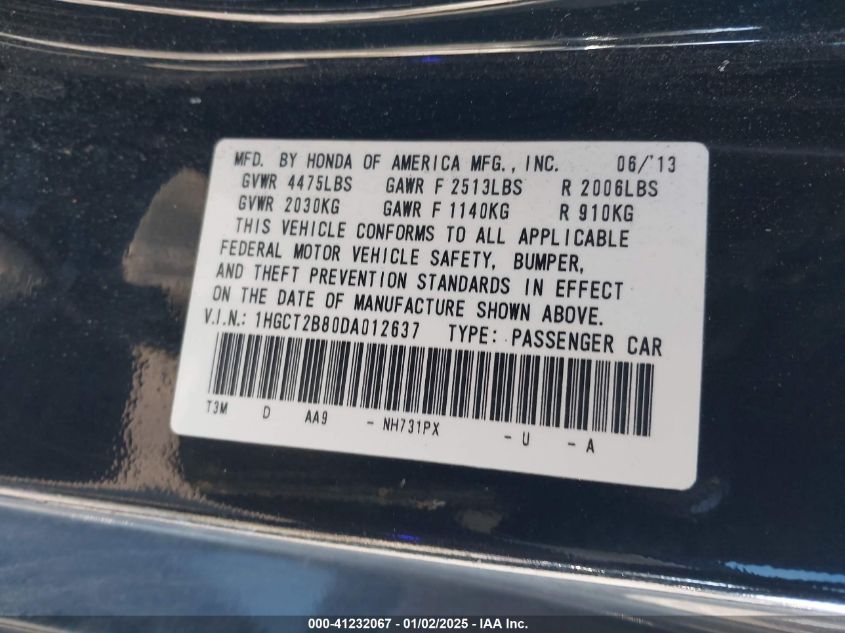 MFD. BY HONDA OF AMERICA MFG., INC. 06/'13
GVWR 4475LBS GAWR F 2513LBS R 2006LBS
GVWR 2030KG GAWR F 1140KG R 910KG
THIS VEHICLE CONFORMS TO ALL APPLICABLE
FEDERAL MOTOR VEHICLE SAFETY, BUMPER,
AND THEFT PREVENTION STANDARDS IN EFFECT
ON THE DATE OF MANUFACTURE SHOWN ABOVE.
V.I.N.: 1HGCT2B80DA012637 TYPE: PASSENGER CAR
T3M D AA9 - NH731PX - U - A
000-41232067 - 01/02/2025 - IAA Inc.